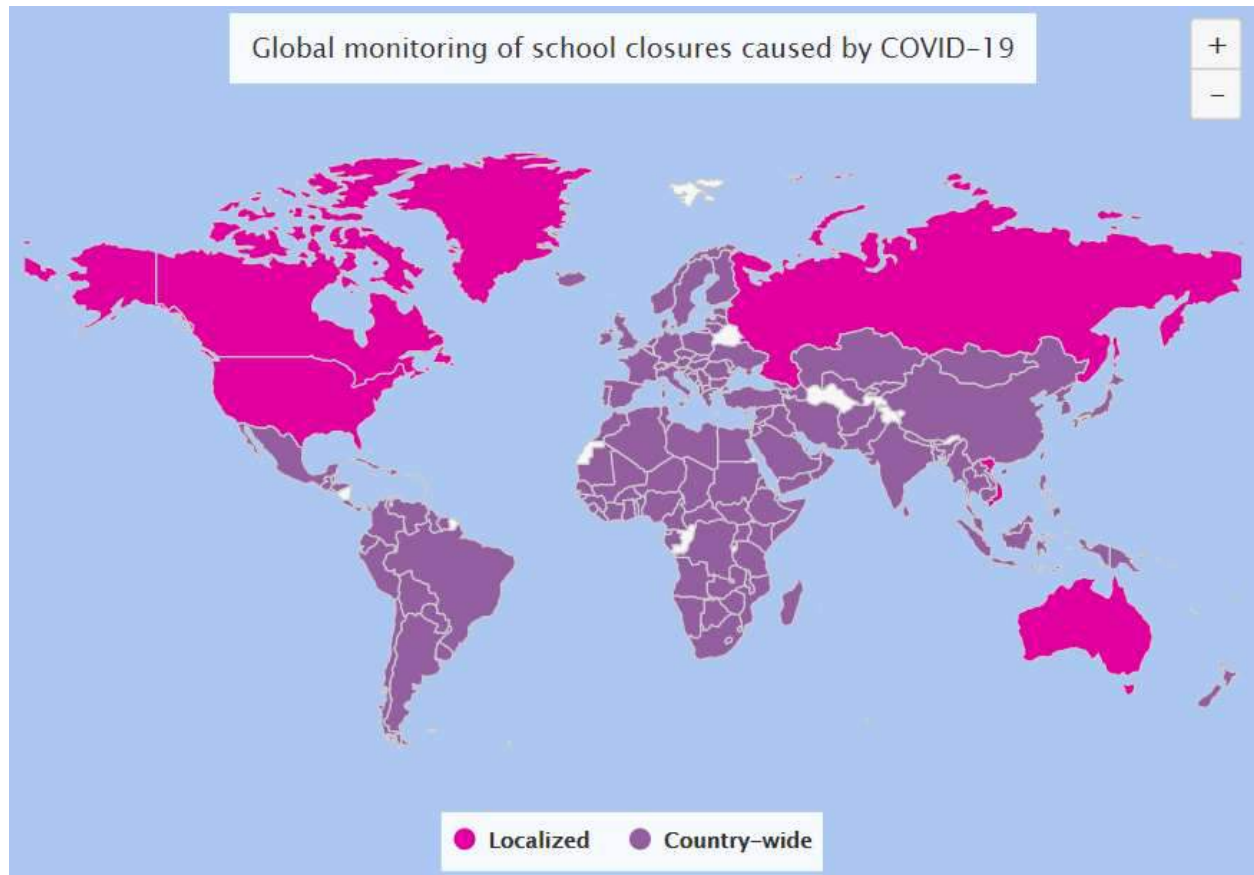 Global monitoring of school closures caused by COVID-19
+
−
Localized
Country-wide